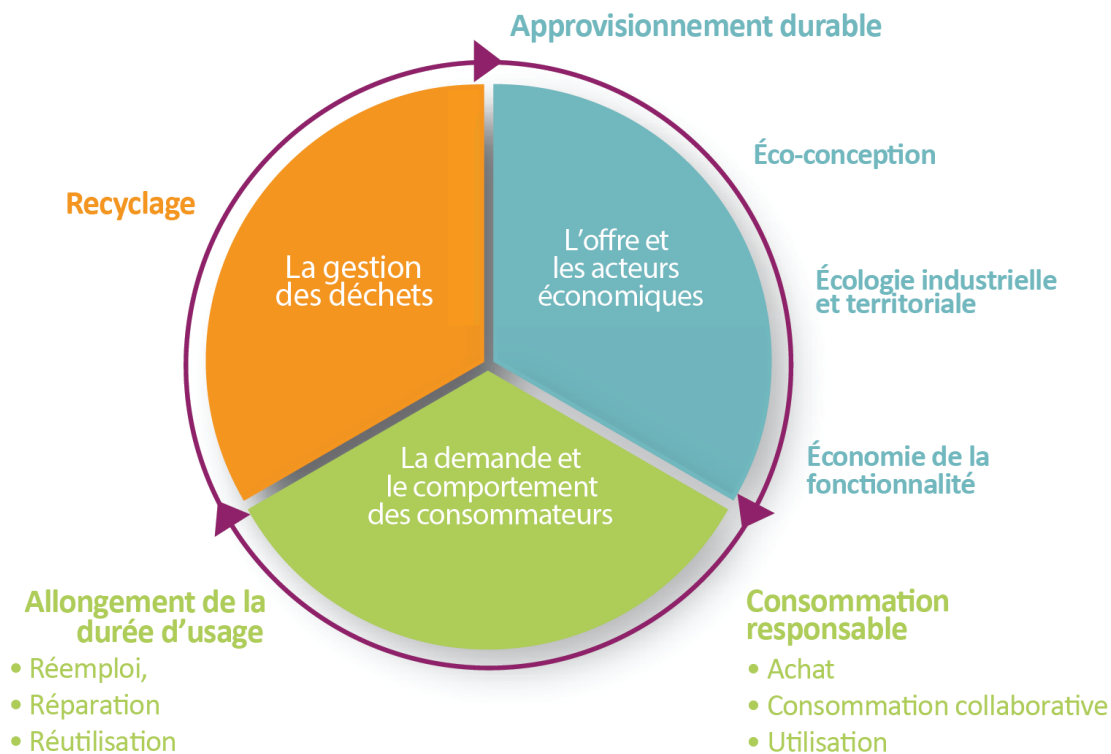 Approvisionnement durable
Éco-conception
Recyclage
L'offre et
les acteurs
économiques
La gestion
des déchets
Écologie industrielle
et territoriale
Économie de la
fonctionnalité
La demande et
le comportement
des consommateurs
Allongement de la
durée d'usage
• Réemploi,
• Réparation
• Réutilisation
Consommation
responsable
• Achat
• Consommation collaborative
• Utilisation